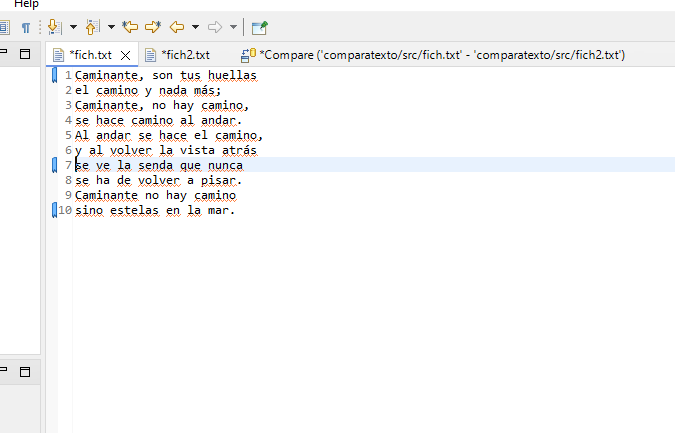 Help
*fich.txt
*fich2.txt
*Compare ('comparatexto/src/fich.txt' - 'comparatexto/src/fich2.txt')
1 Caminante, son tus huellas
2 el camino y nada más;
3 Caminante, no hay camino,
4 se hace camino al andar.
5 Al andar se hace el camino,
6 y al volver la vista atrás
7 se ve la senda que nunca
8 se ha de volver a pisar.
9 Caminante no hay camino
10 sino estelas en la mar.